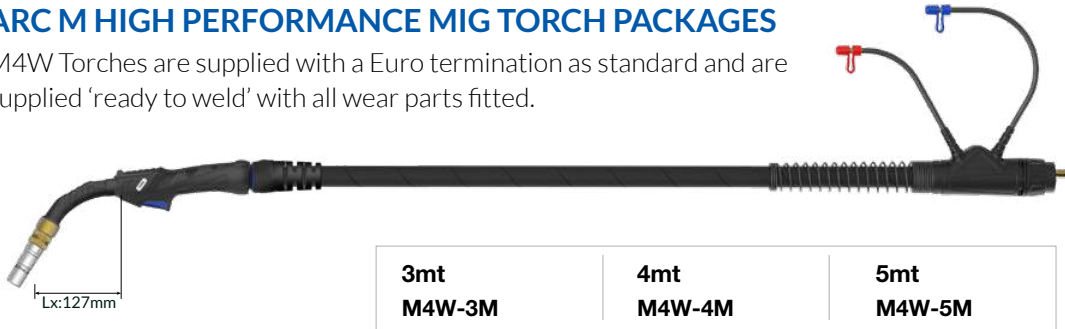 ARC M HIGH PERFORMANCE MIG TORCH PACKAGES
M4W Torches are supplied with a Euro termination as standard and are
supplied ‘ready to weld’ with all wear parts fitted.
Lx:127mm
3mt 4mt 5mt
M4W-3M M4W-4M M4W-5M